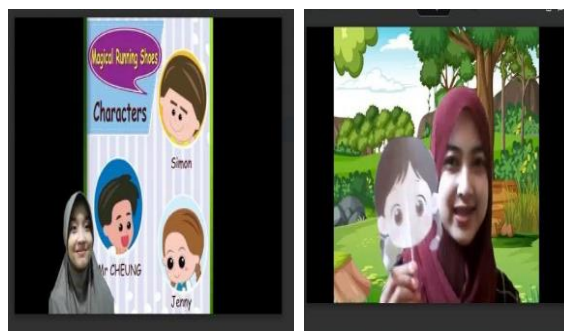 Magical Running Shoes
Characters
Simon
Mr CHEUNG
Jenny